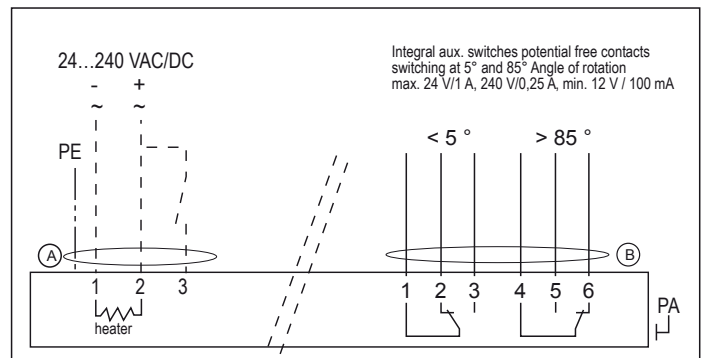 24...240 VAC/DC
- +
~ ~
PE
Integral aux. switches potential free contacts
switching at 5° and 85° Angle of rotation
max. 24 V/1 A, 240 V/0,25 A, min. 12 V / 100 mA
< 5 ° > 85 °
A
B
1 2 3
heater
1 2 3 4 5 6
PA